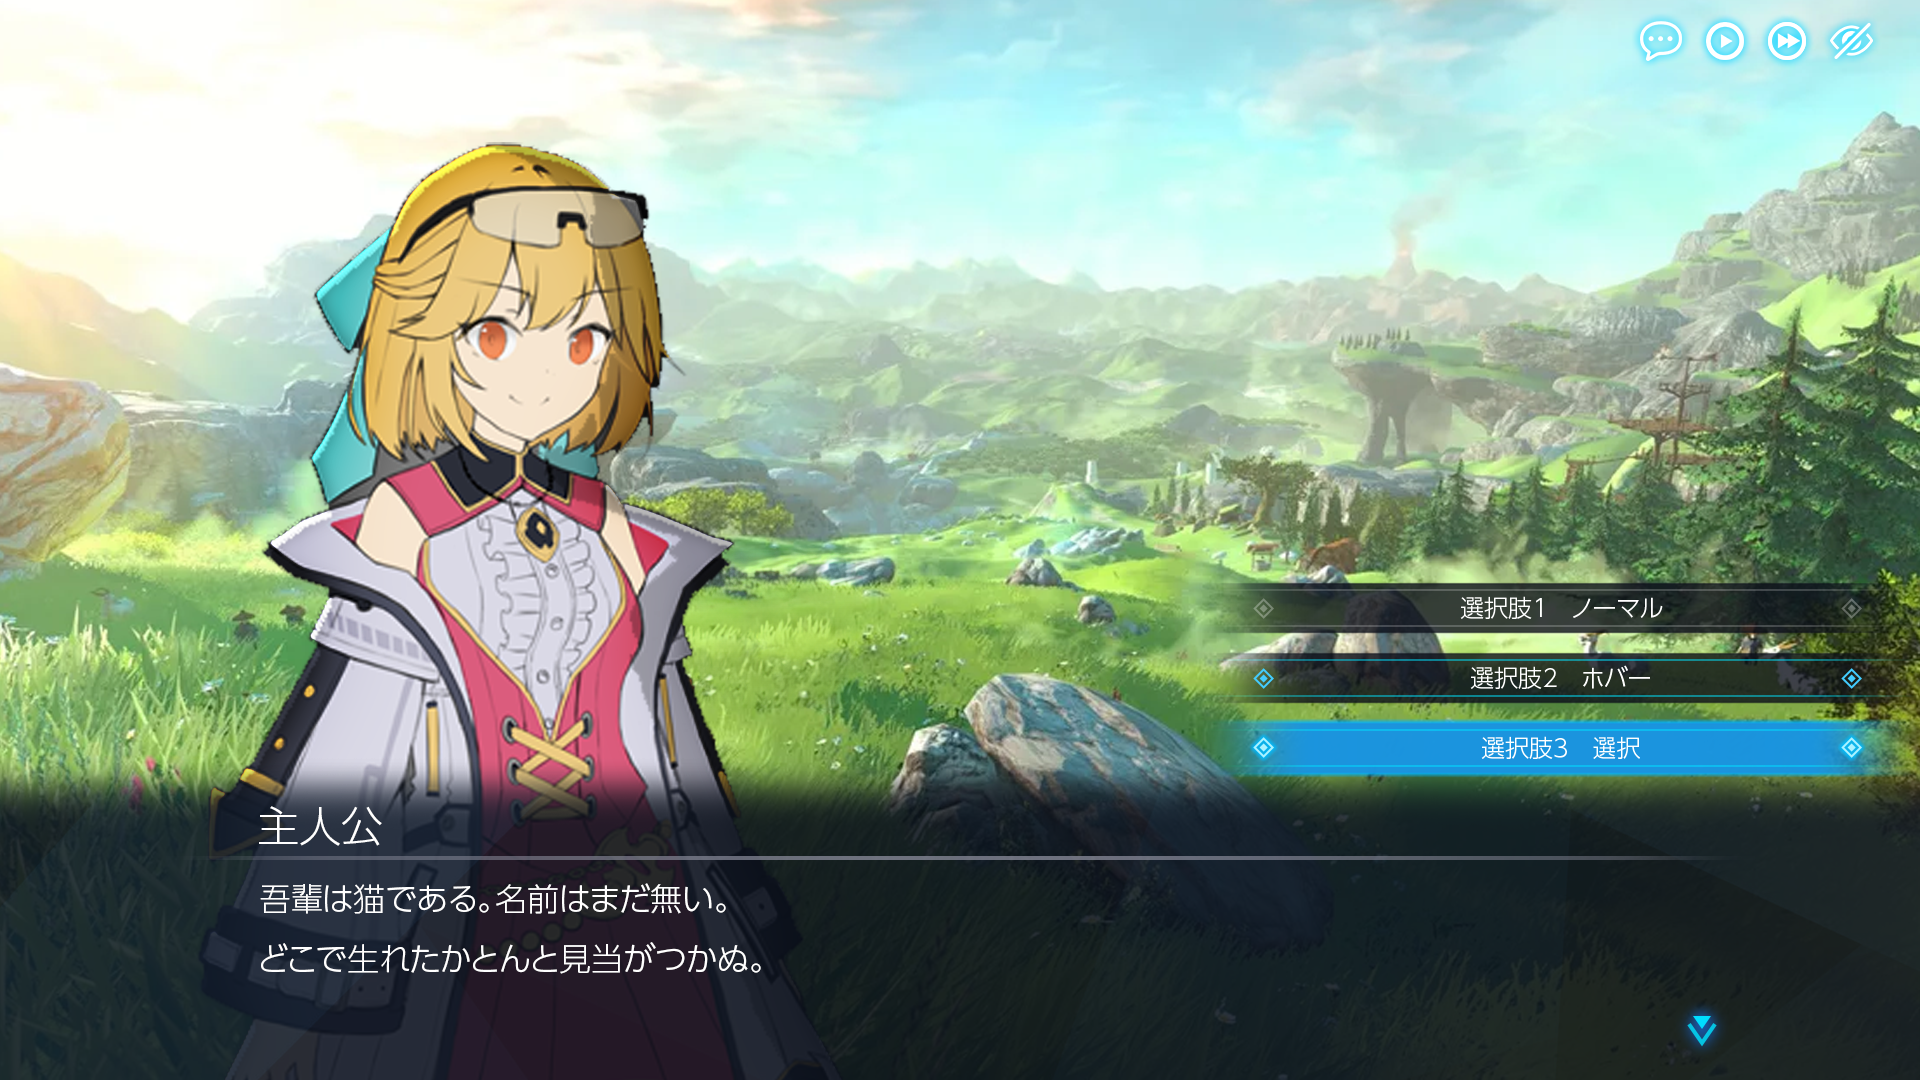 選択肢1　ノーマル
選択肢2　ホバー
選択肢3　選択
主人公
吾輩は猫である。名前はまだ無い。
どこで生れたかとんと見当がつかぬ。